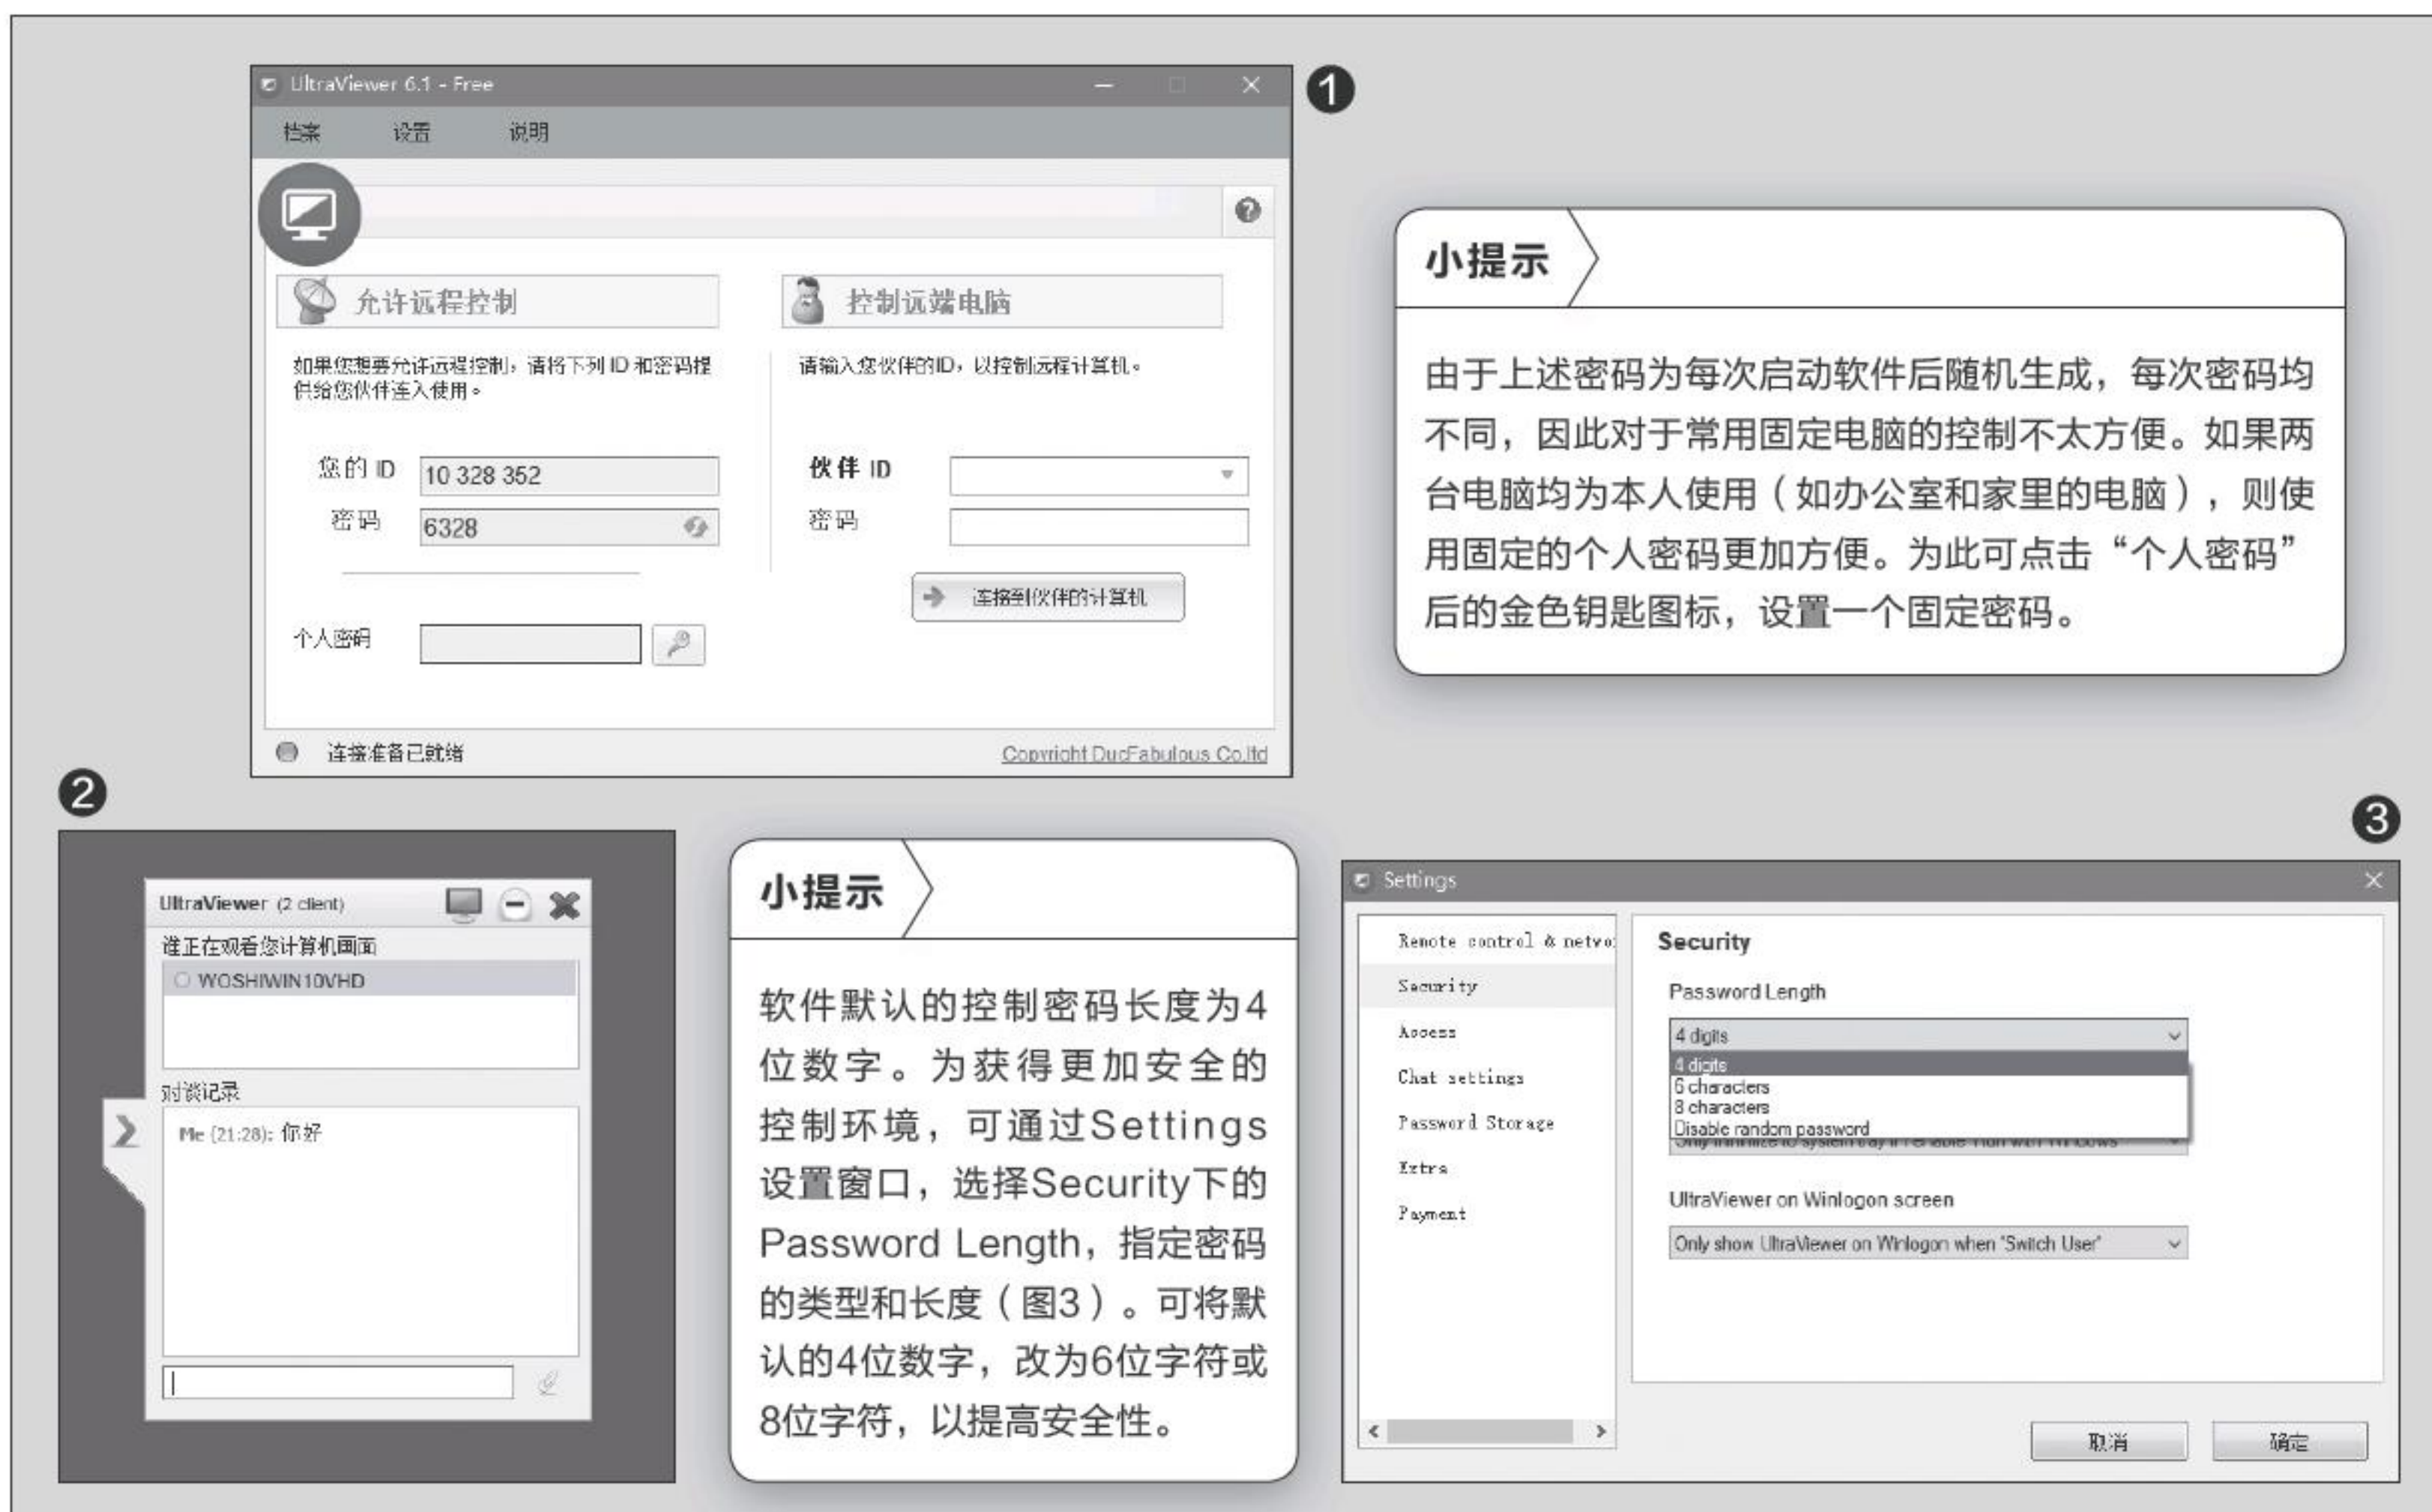 UltraViewer 6.1 - Free
档案 设置 说明
允许远程控制
如果您想要允许远程控制，请将下列 ID 和密码提
供给您伙伴连入使用。
您的 ID 10 328 352
密码 6328
个人密码
控制远端电脑
请输入您伙伴的ID，以控制远程计算机。
伙伴 ID
密码
连接到伙伴的计算机
连接准备已就绪
Copyright DucFabulous Co.ltd
1
小提示
由于上述密码为每次启动软件后随机生成，每次密码均
不同，因此对于常用固定电脑的控制不太方便。如果两
台电脑均为本人使用（如办公室和家里的电脑），则使
用固定的个人密码更加方便。为此可点击“个人密码”
后的金色钥匙图标，设置一个固定密码。
2
UltraViewer (2 client)
谁正在观看您计算机画面
WOSHIWIN10VHD
对谈记录
Me (21:28): 你好
小提示
软件默认的控制密码长度为4
位数字。为获得更加安全的
控制环境，可通过Settings
设置窗口，选择Security下的
Password Length，指定密码
的类型和长度（图3）。可将默
认的4位数字，改为6位字符或
8位字符，以提高安全性。
3
Settings
Remote control & netwo
Security
Access
Chat settings
Password Storage
Extra
Payment
Security
Password Length
4 digits
4 digits
6 characters
8 characters
Disable random password
UltraViewer on Winlogon screen
Only show UltraViewer on Winlogon when "Switch User"
取消 确定